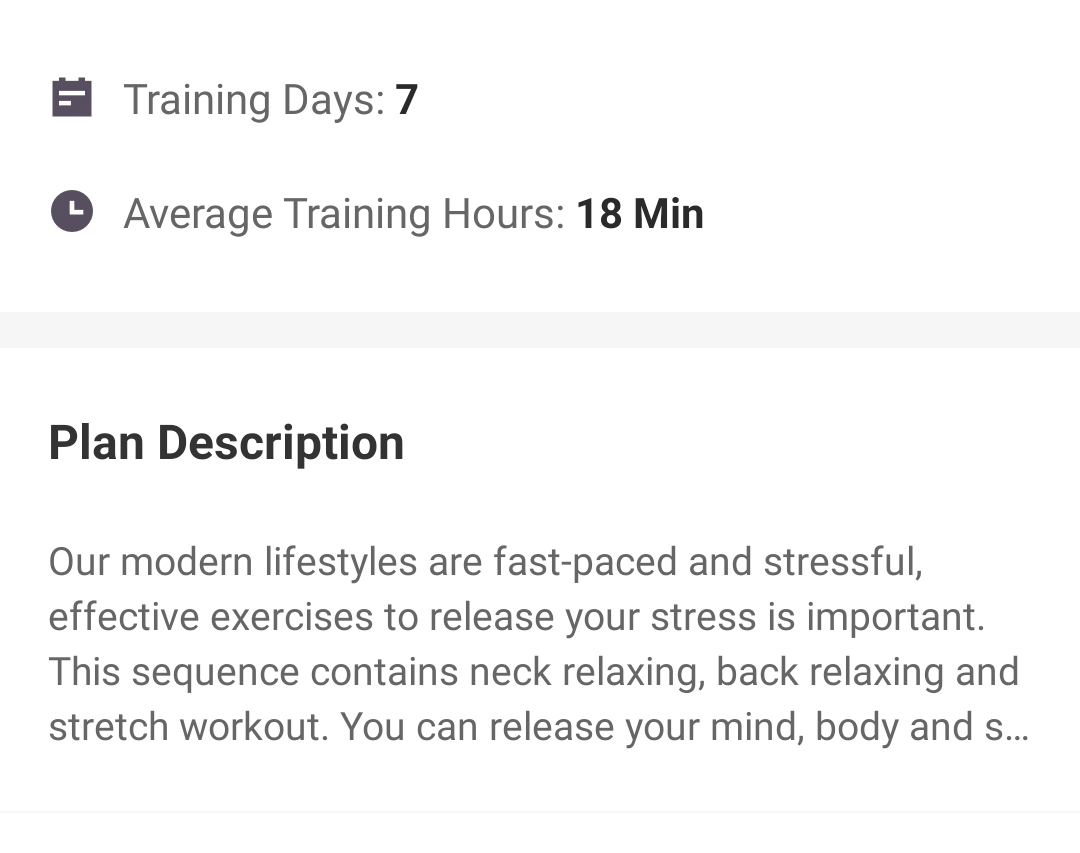 Training Days: 7
Average Training Hours: 18 Min
Plan Description
Our modern lifestyles are fast-paced and stressful,
effective exercises to release your stress is important.
This sequence contains neck relaxing, back relaxing and
stretch workout. You can release your mind, body and s...